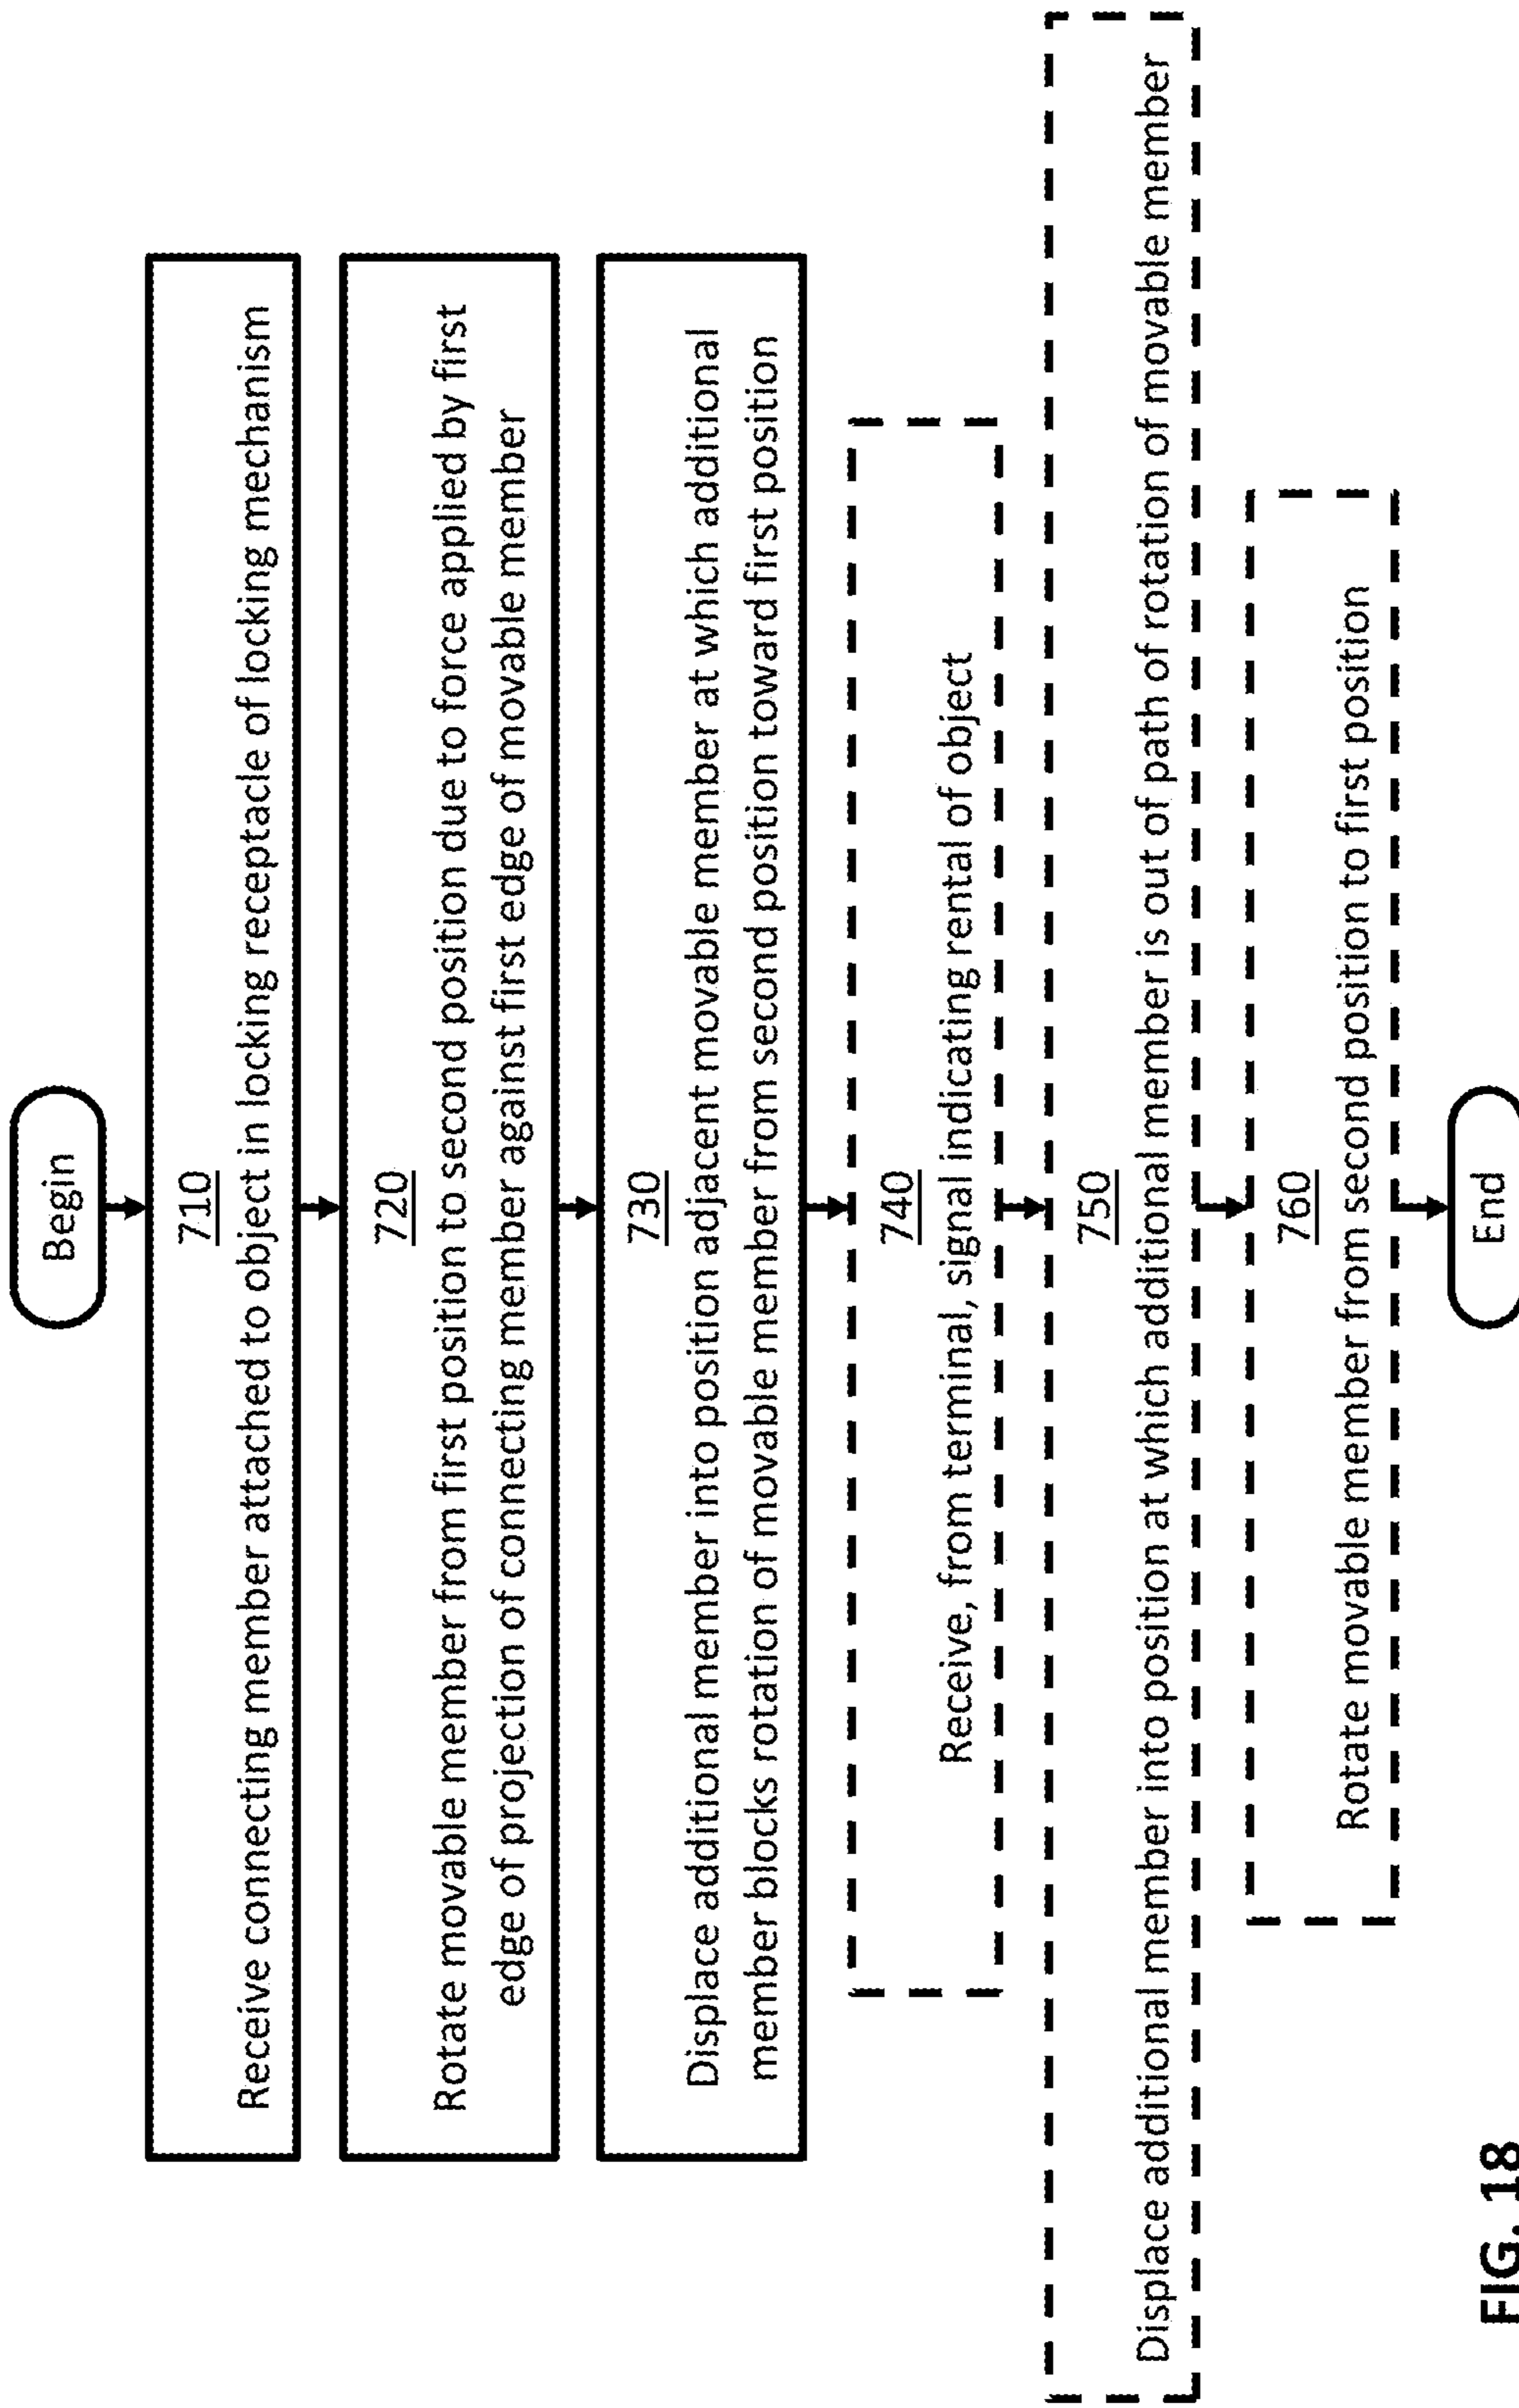 Begin
710
Receive connecting member attached to object in locking receptacle of locking mechanism
720
Rotate movable member from first position to second position due to force applied by first
edge of projection of connecting member against first edge of movable member
730
Displace additional member into position adjacent movable member at which additional
member blocks rotation of movable member from second position toward first position
740
Receive, from terminal, signal indicating rental of object
750
Displace additional member into position at which additional member is out of path of rotation of movable member
760
Rotate movable member from second position to first position
End
FIG. 18